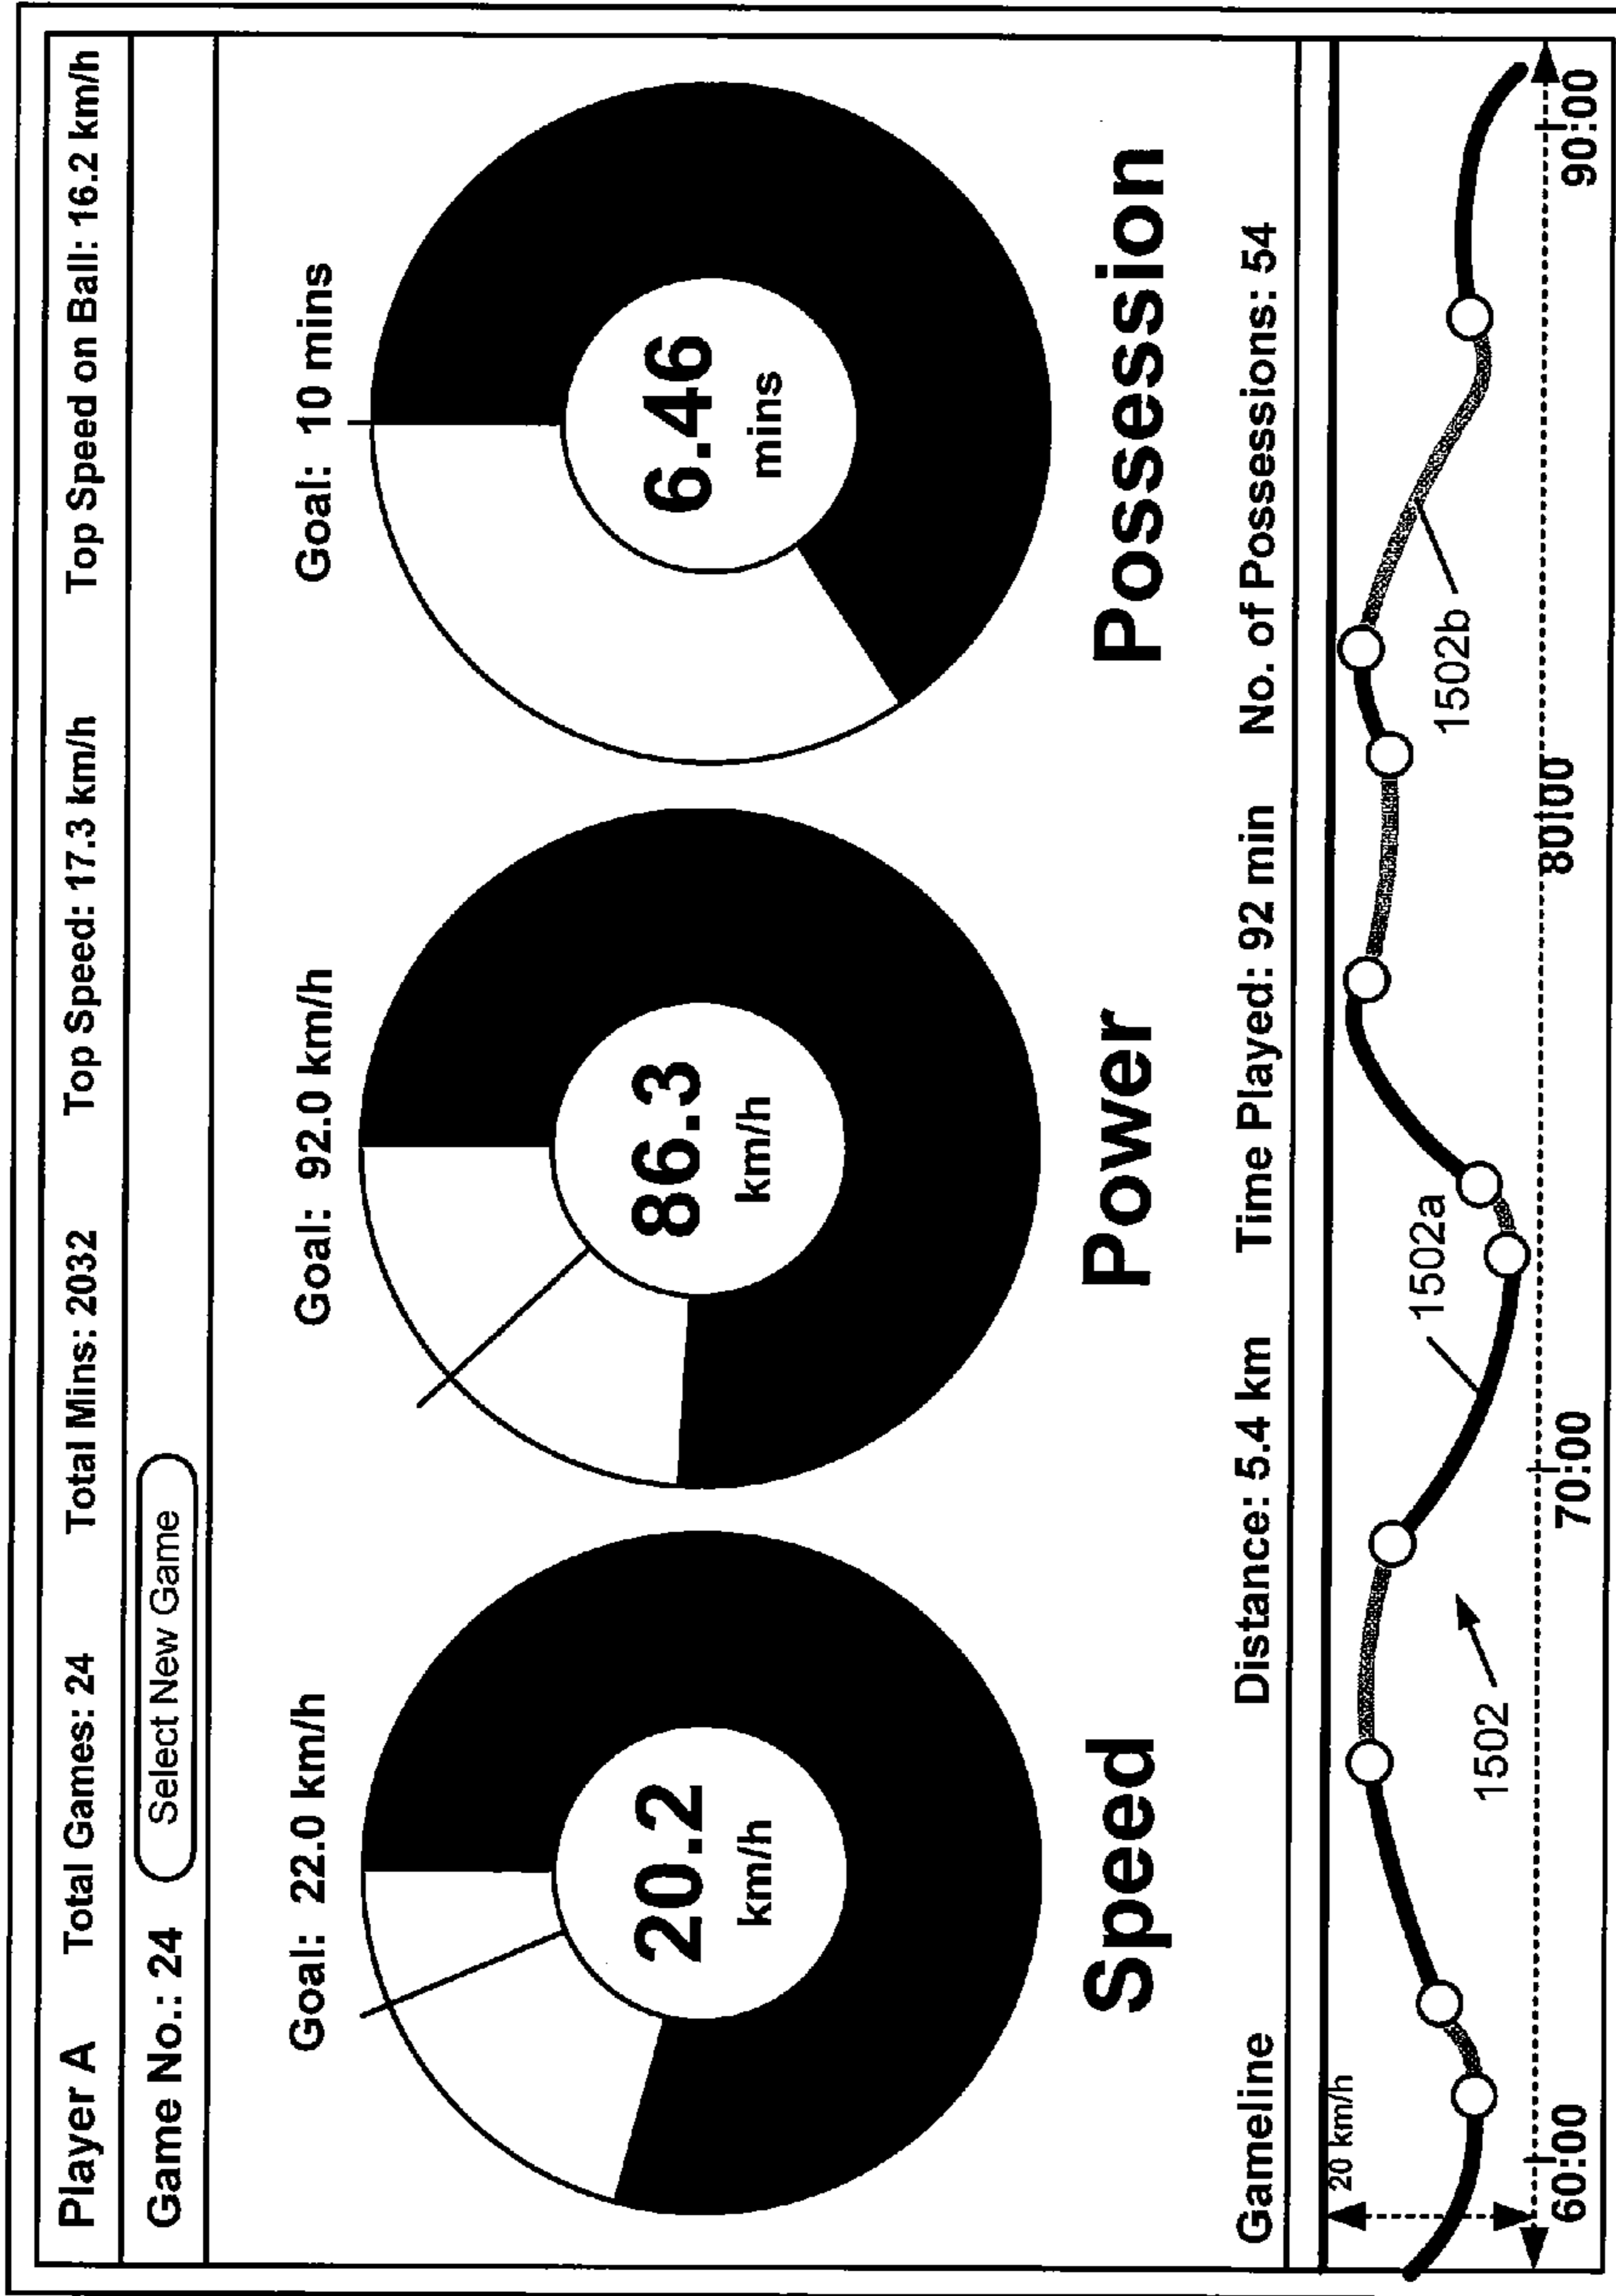 Player A Total Games: 24 Total Mins: 2032 Top Speed: 17.3 km/h Top Speed on Ball: 16.2 km/h
Game No.: 24 Select New Game
Goal: 22.0 km/h Goal: 92.0 km/h Goal: 10 mins
20.2 86.3 6.46
km/h km/h mins
Speed Power Possession
Gameline Distance: 5.4 km Time Played: 92 min No. of Possessions: 54
20 km/h
1502a 1502b
1502
60:00 70:00 80:00 90:00